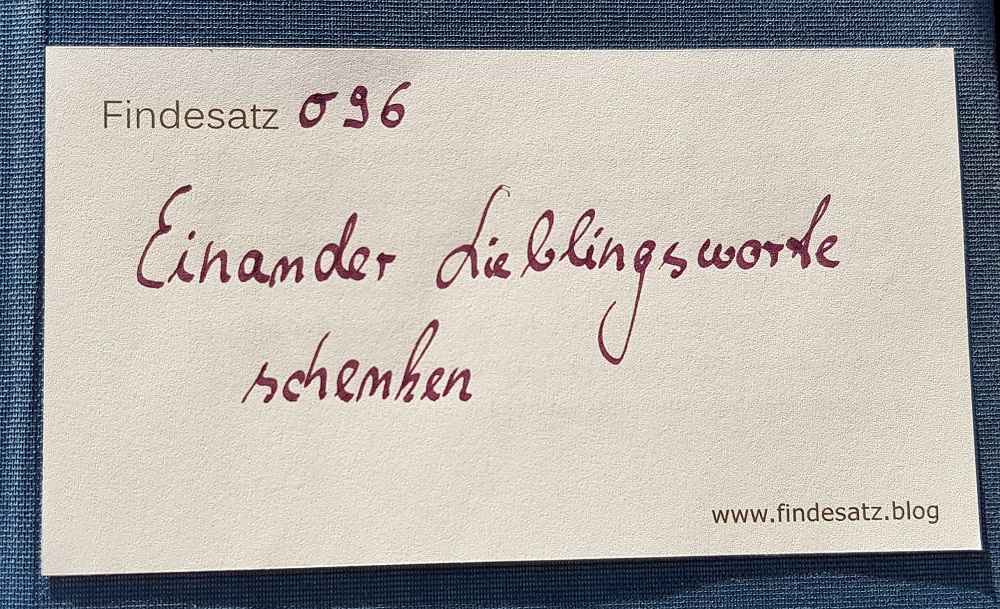 Findesatz 096
Einander Lieblingsworte
schenken
www.findesatz.blog